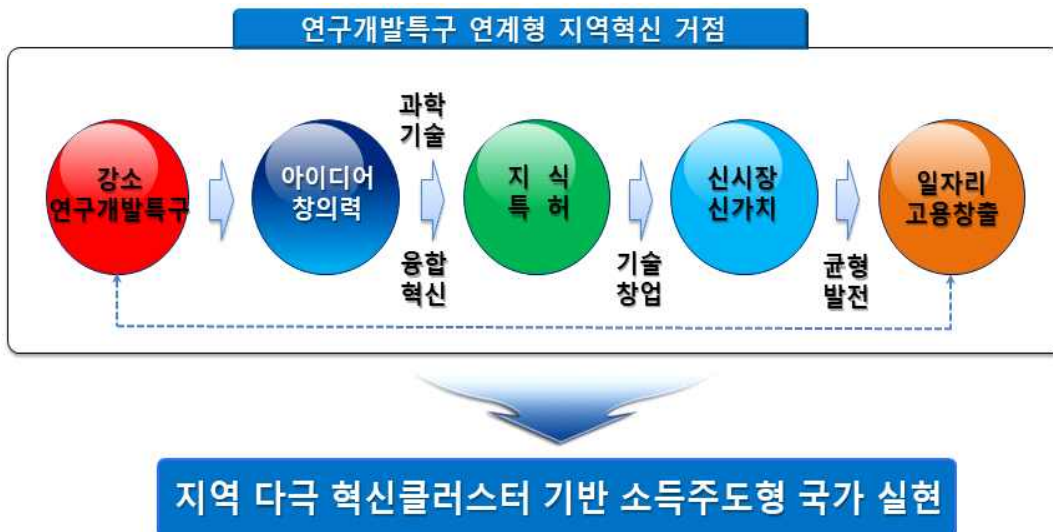 연구개발특구 연계형 지역혁신 거점
강소
연구개발특구
아이디어
창의력
과학
기술
융합
혁신
지 식
특 허
기술
창업
신시장
신가치
균형
발전
일자리
고용창출
지역 다극 혁신클러스터 기반 소득주도형 국가 실현